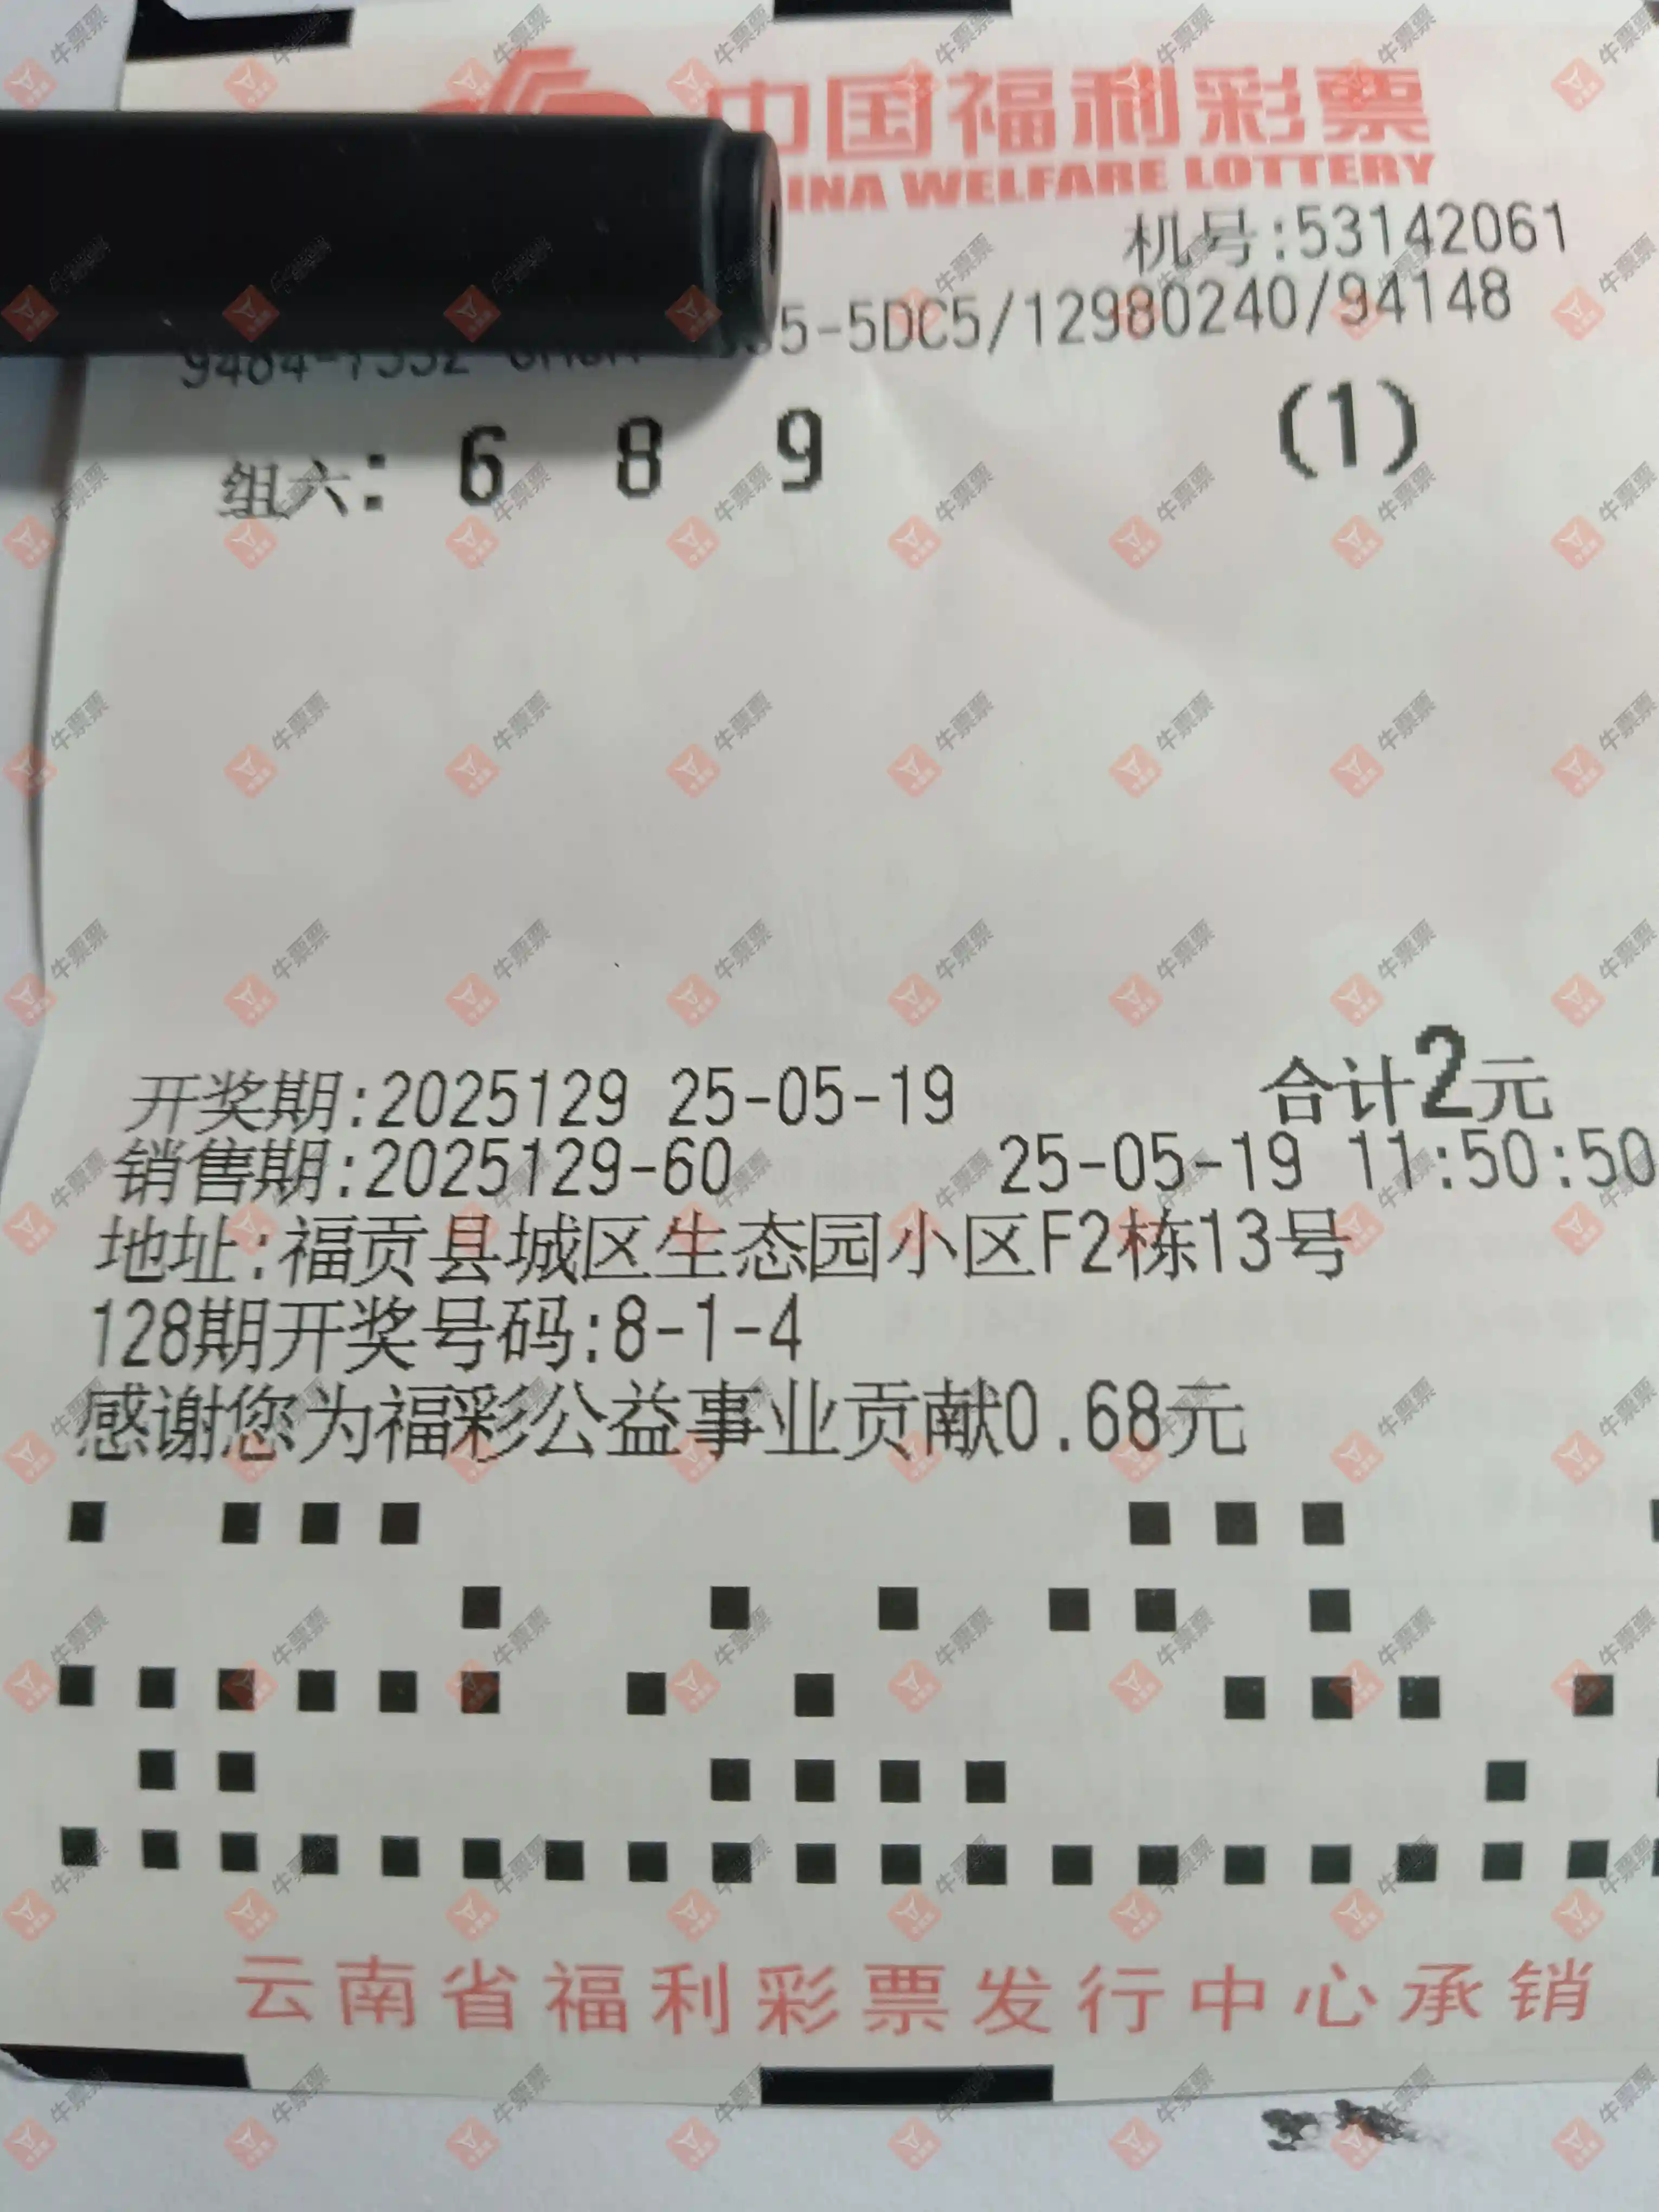 中国福利彩票
INA WELFARE LOTTERY
机号:53142061
5-5DC5/12980240/94148
组六: 6 8 9 (1)
开奖期:2025129 25-05-19 合计2元
销售期:2025129-60 25-05-19 11:50:50
地址:福贡县城区生态园小区F2栋13号
128期开奖号码:8-1-4
感谢您为福彩公益事业贡献0.68元
云南省福利彩票发行中心承销
牛票票